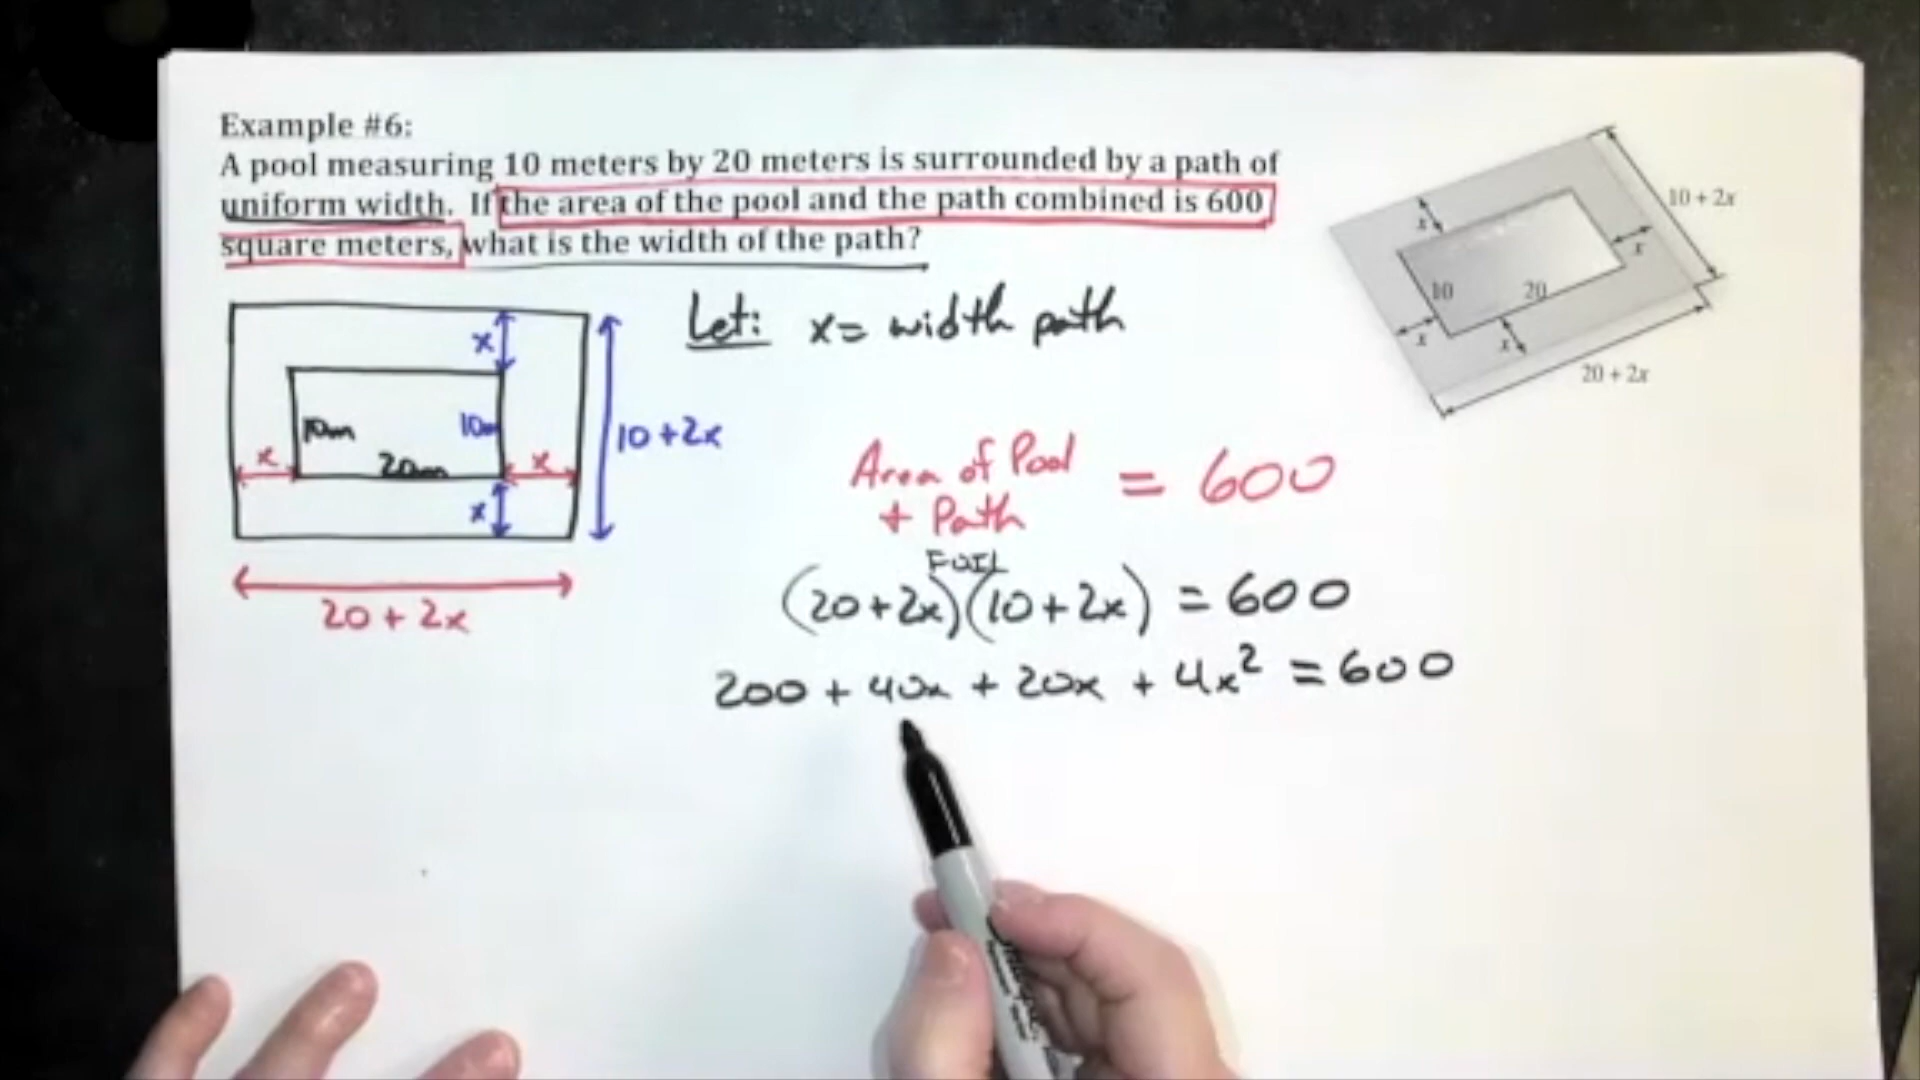 Example #6:
A pool measuring 10 meters by 20 meters is surrounded by a path of
uniform width. If the area of the pool and the path combined is 600
square meters, what is the width of the path?
10 + 2x
x
x
10
20
x
x
20 + 2x
Let: x = width path
x
10m
10m
10+2x
x
20m
x
x
20 + 2x
Area of Pool
+ Path
= 600
FOIL
(20+2x)(10+2x) = 600
200 + 40x + 20x + 4x² = 600